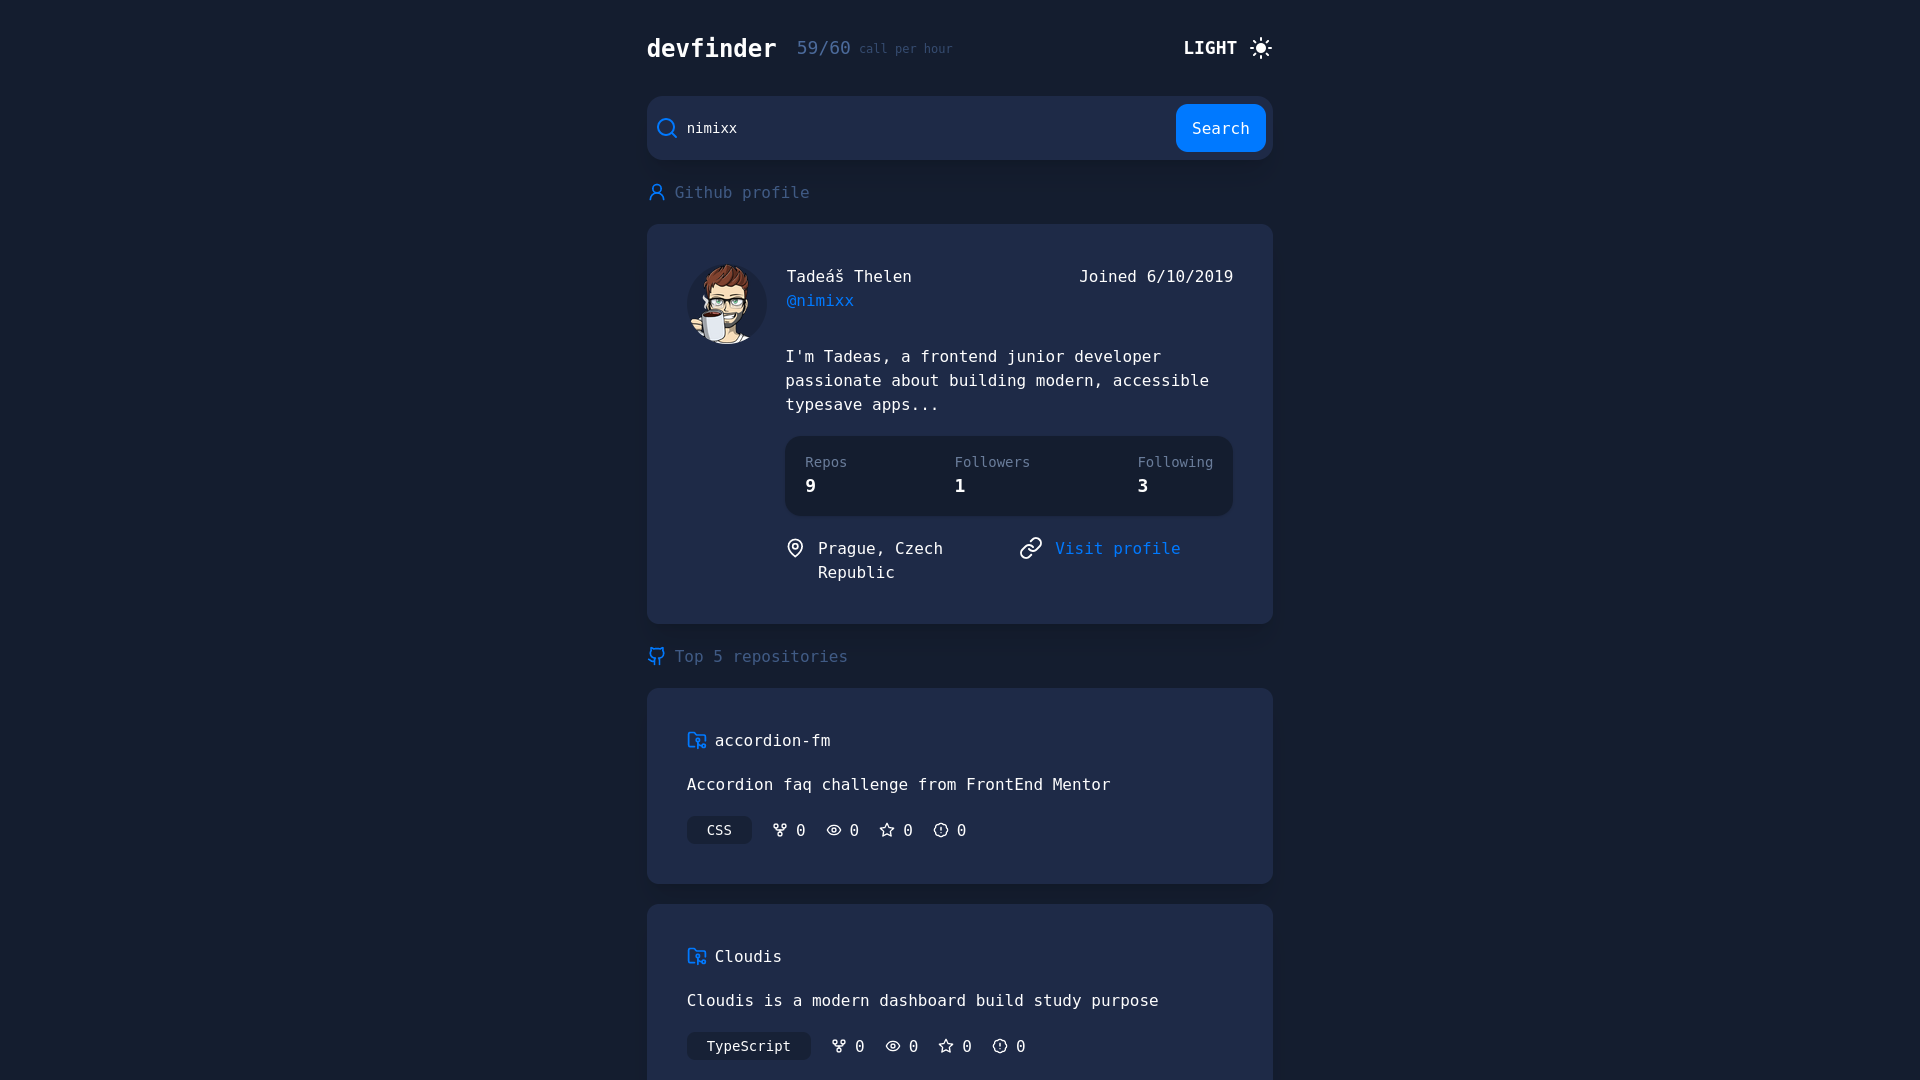 devfinder 59/60 call per hour LIGHT
nimixx Search
Github profile
Tadeáš Thelen Joined 6/10/2019
@nimixx
I'm Tadeas, a frontend junior developer
passionate about building modern, accessible
typesave apps...
Repos Followers Following
9 1 3
Prague, Czech Republic Visit profile
Top 5 repositories
accordion-fm
Accordion faq challenge from FrontEnd Mentor
CSS 0 0 0 0
Cloudis
Cloudis is a modern dashboard build study purpose
TypeScript 0 0 0 0